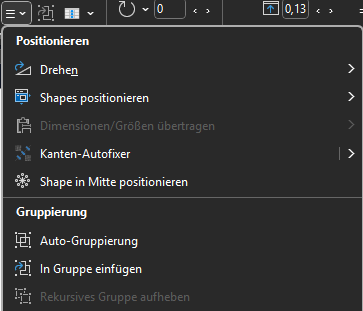 0
0,13
Positionieren
Drehen
Shapes positionieren
Dimensionen/Größen übertragen
Kanten-Autofixer
Shape in Mitte positionieren
Gruppierung
Auto-Gruppierung
In Gruppe einfügen
Rekursives Gruppe aufheben